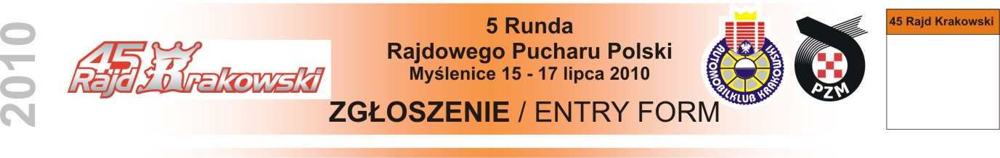 2010
45
Rajd Krakowski
5 Runda
Rajdowego Pucharu Polski
Myślenice 15 - 17 lipca 2010
ZGŁOSZENIE / ENTRY FORM
AUTOMOBILKLUB KRAKOWSKI
PZM
45 Rajd Krakowski